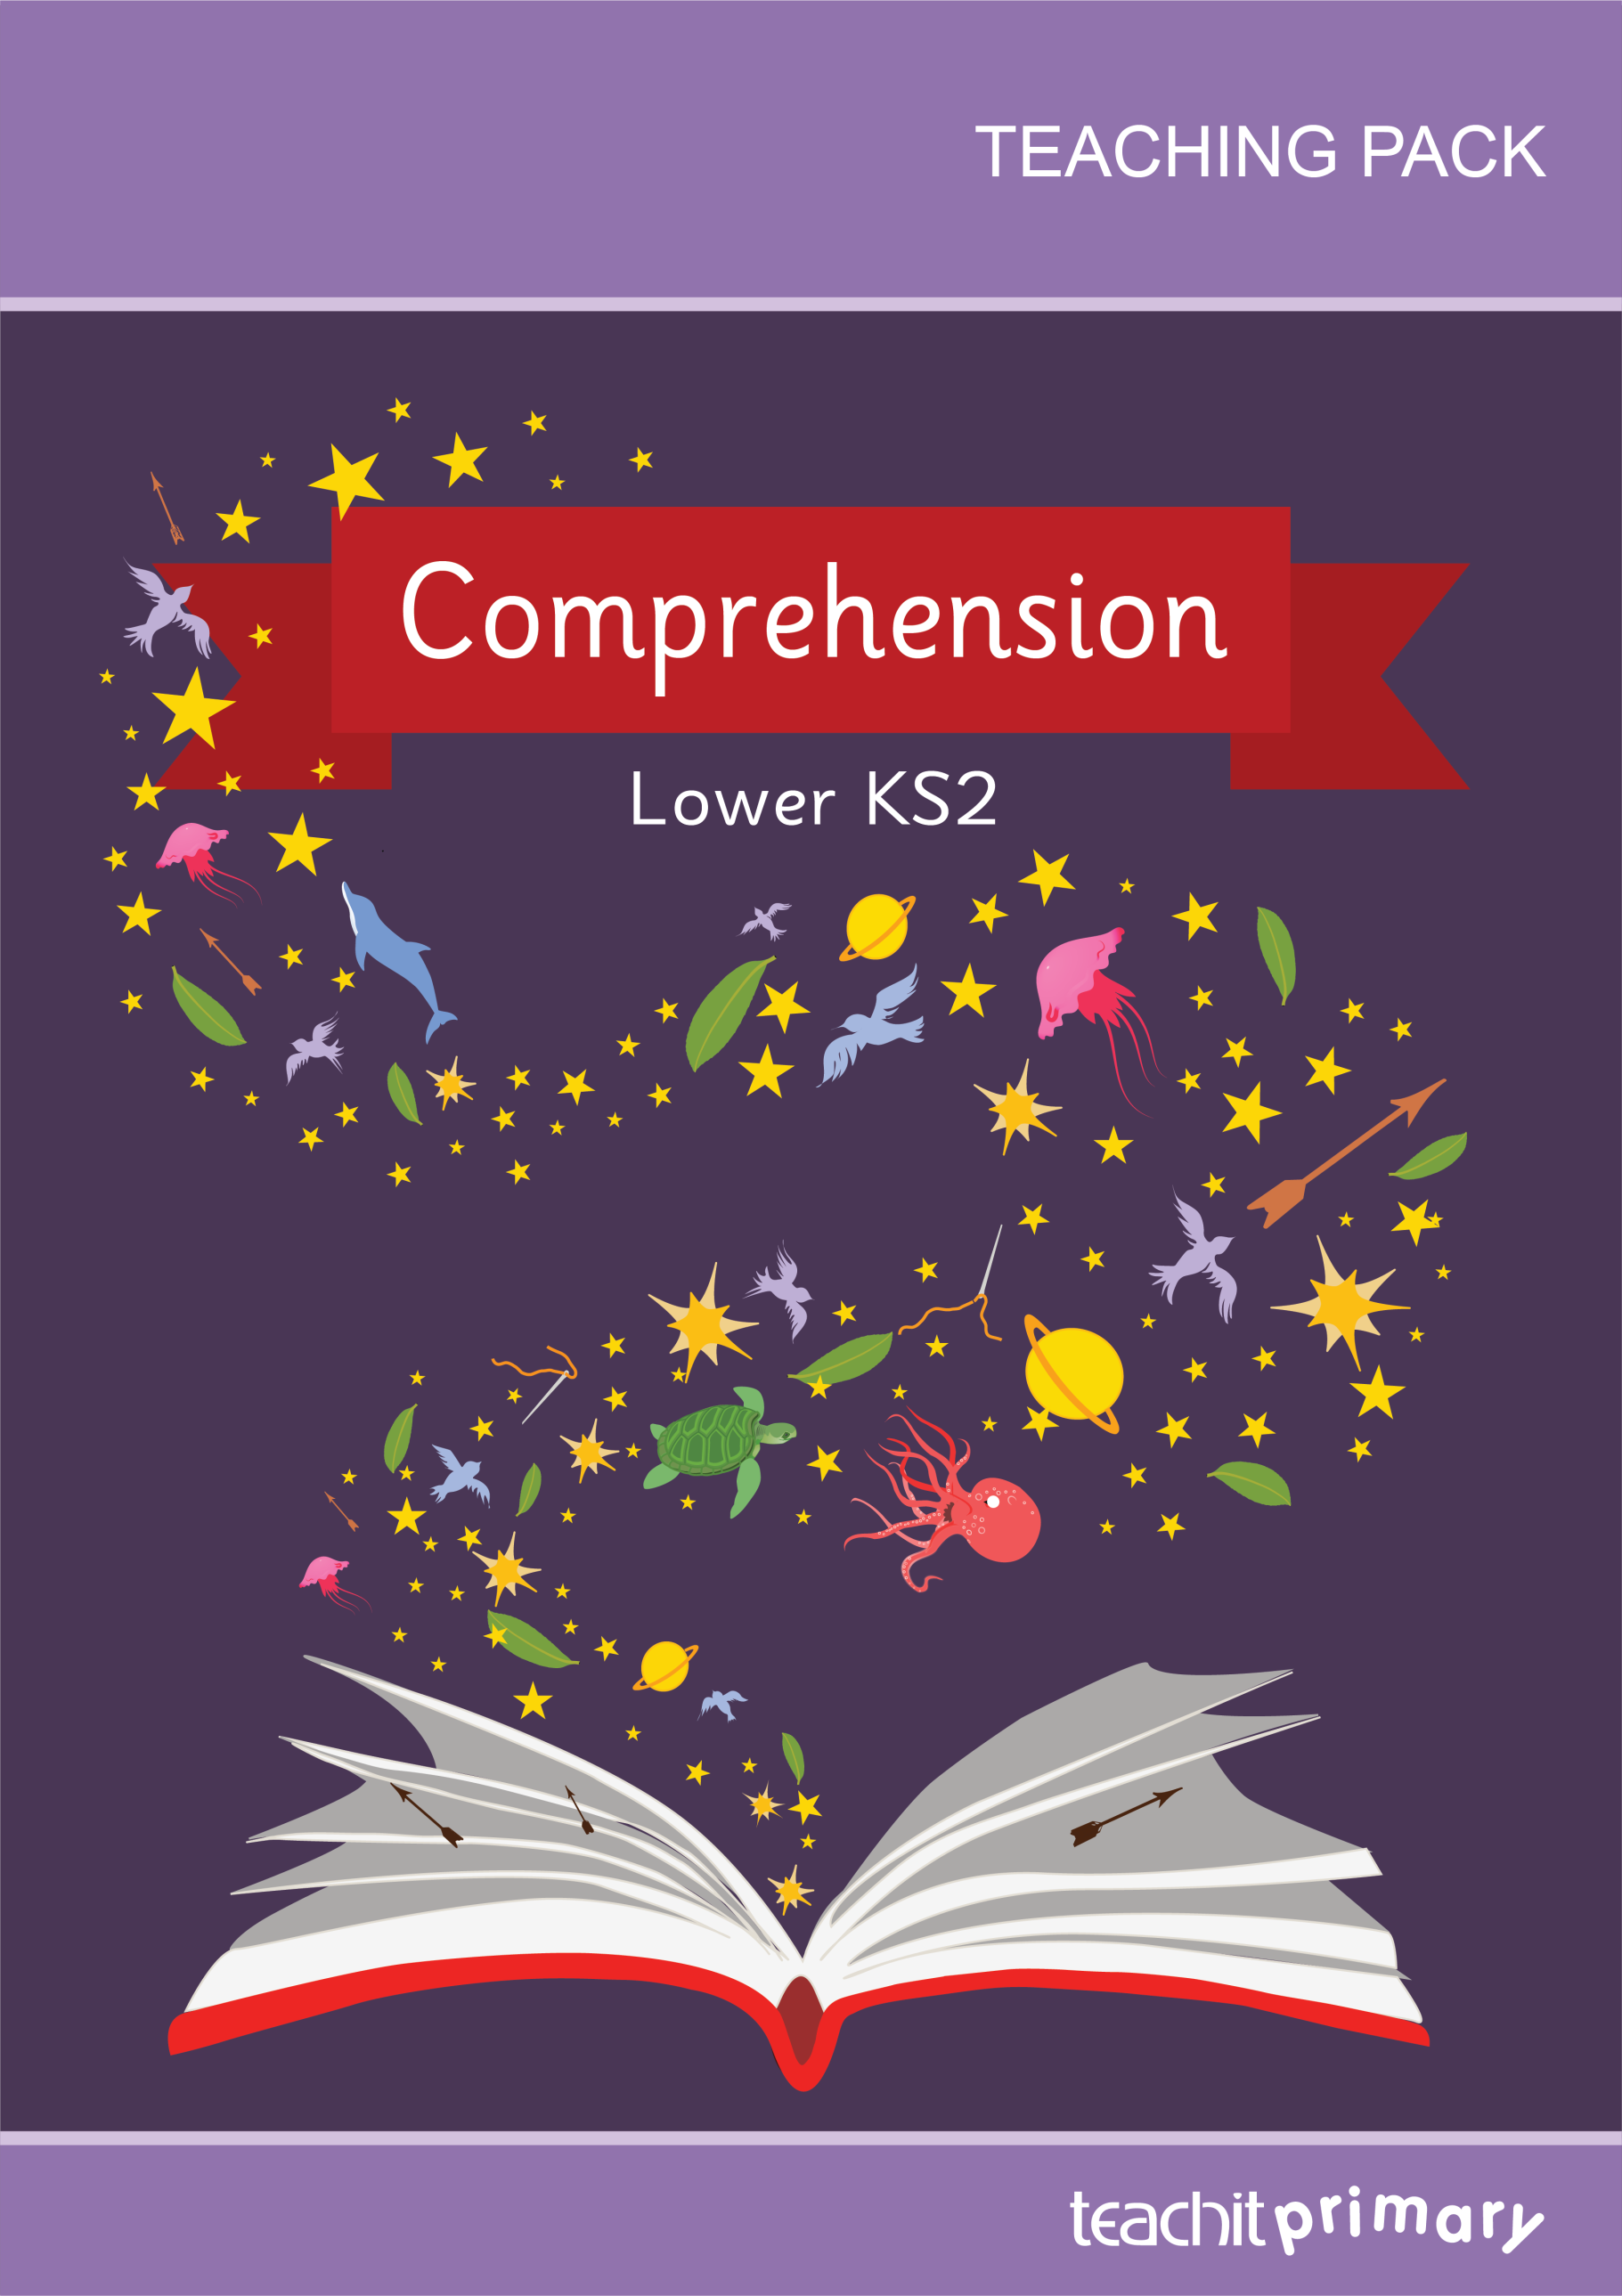 TEACHING PACK
Comprehension
Lower KS2
teachitprimary